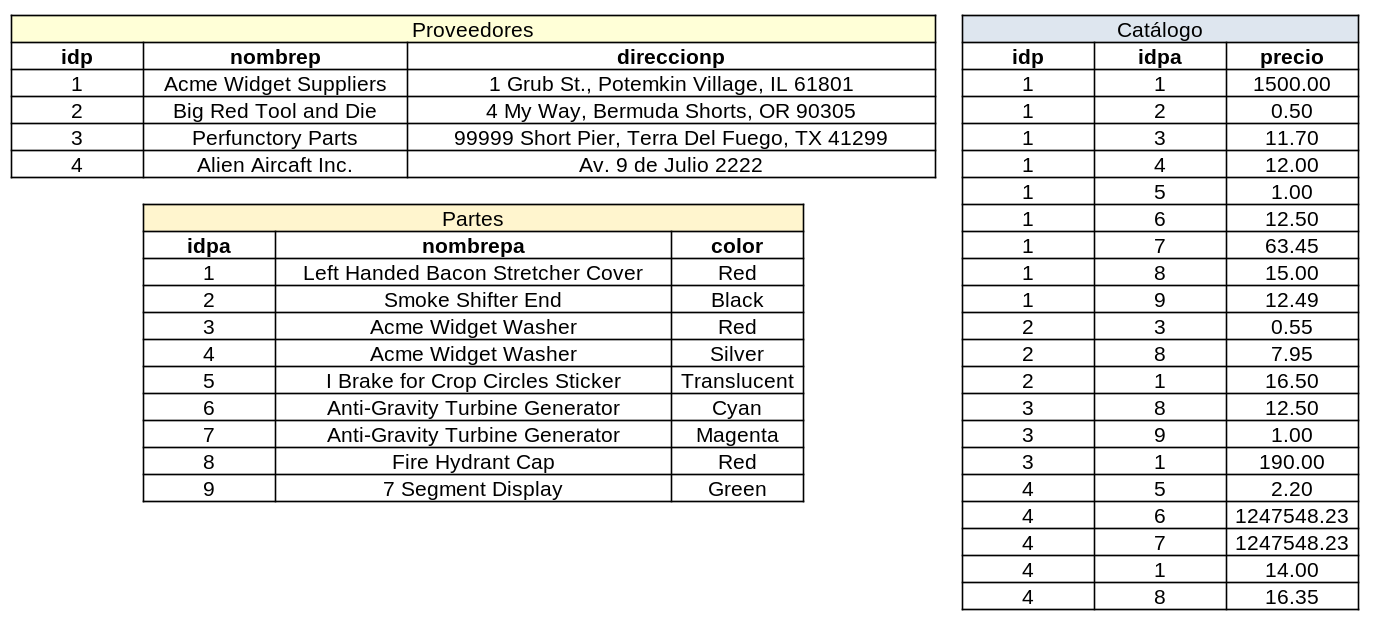 Proveedores
idp nombrep direccionp
1 Acme Widget Suppliers 1 Grub St., Potemkin Village, IL 61801
2 Big Red Tool and Die 4 My Way, Bermuda Shorts, OR 90305
3 Perfunctory Parts 99999 Short Pier, Terra Del Fuego, TX 41299
4 Alien Aircaft Inc. Av. 9 de Julio 2222
Partes
idpa nombrepa color
1 Left Handed Bacon Stretcher Cover Red
2 Smoke Shifter End Black
3 Acme Widget Washer Red
4 Acme Widget Washer Silver
5 I Brake for Crop Circles Sticker Translucent
6 Anti-Gravity Turbine Generator Cyan
7 Anti-Gravity Turbine Generator Magenta
8 Fire Hydrant Cap Red
9 7 Segment Display Green
Catálogo
idp idpa precio
1 1 1500.00
1 2 0.50
1 3 11.70
1 4 12.00
1 5 1.00
1 6 12.50
1 7 63.45
1 8 15.00
1 9 12.49
2 3 0.55
2 8 7.95
2 1 16.50
3 8 12.50
3 9 1.00
3 1 190.00
4 5 2.20
4 6 1247548.23
4 7 1247548.23
4 1 14.00
4 8 16.35